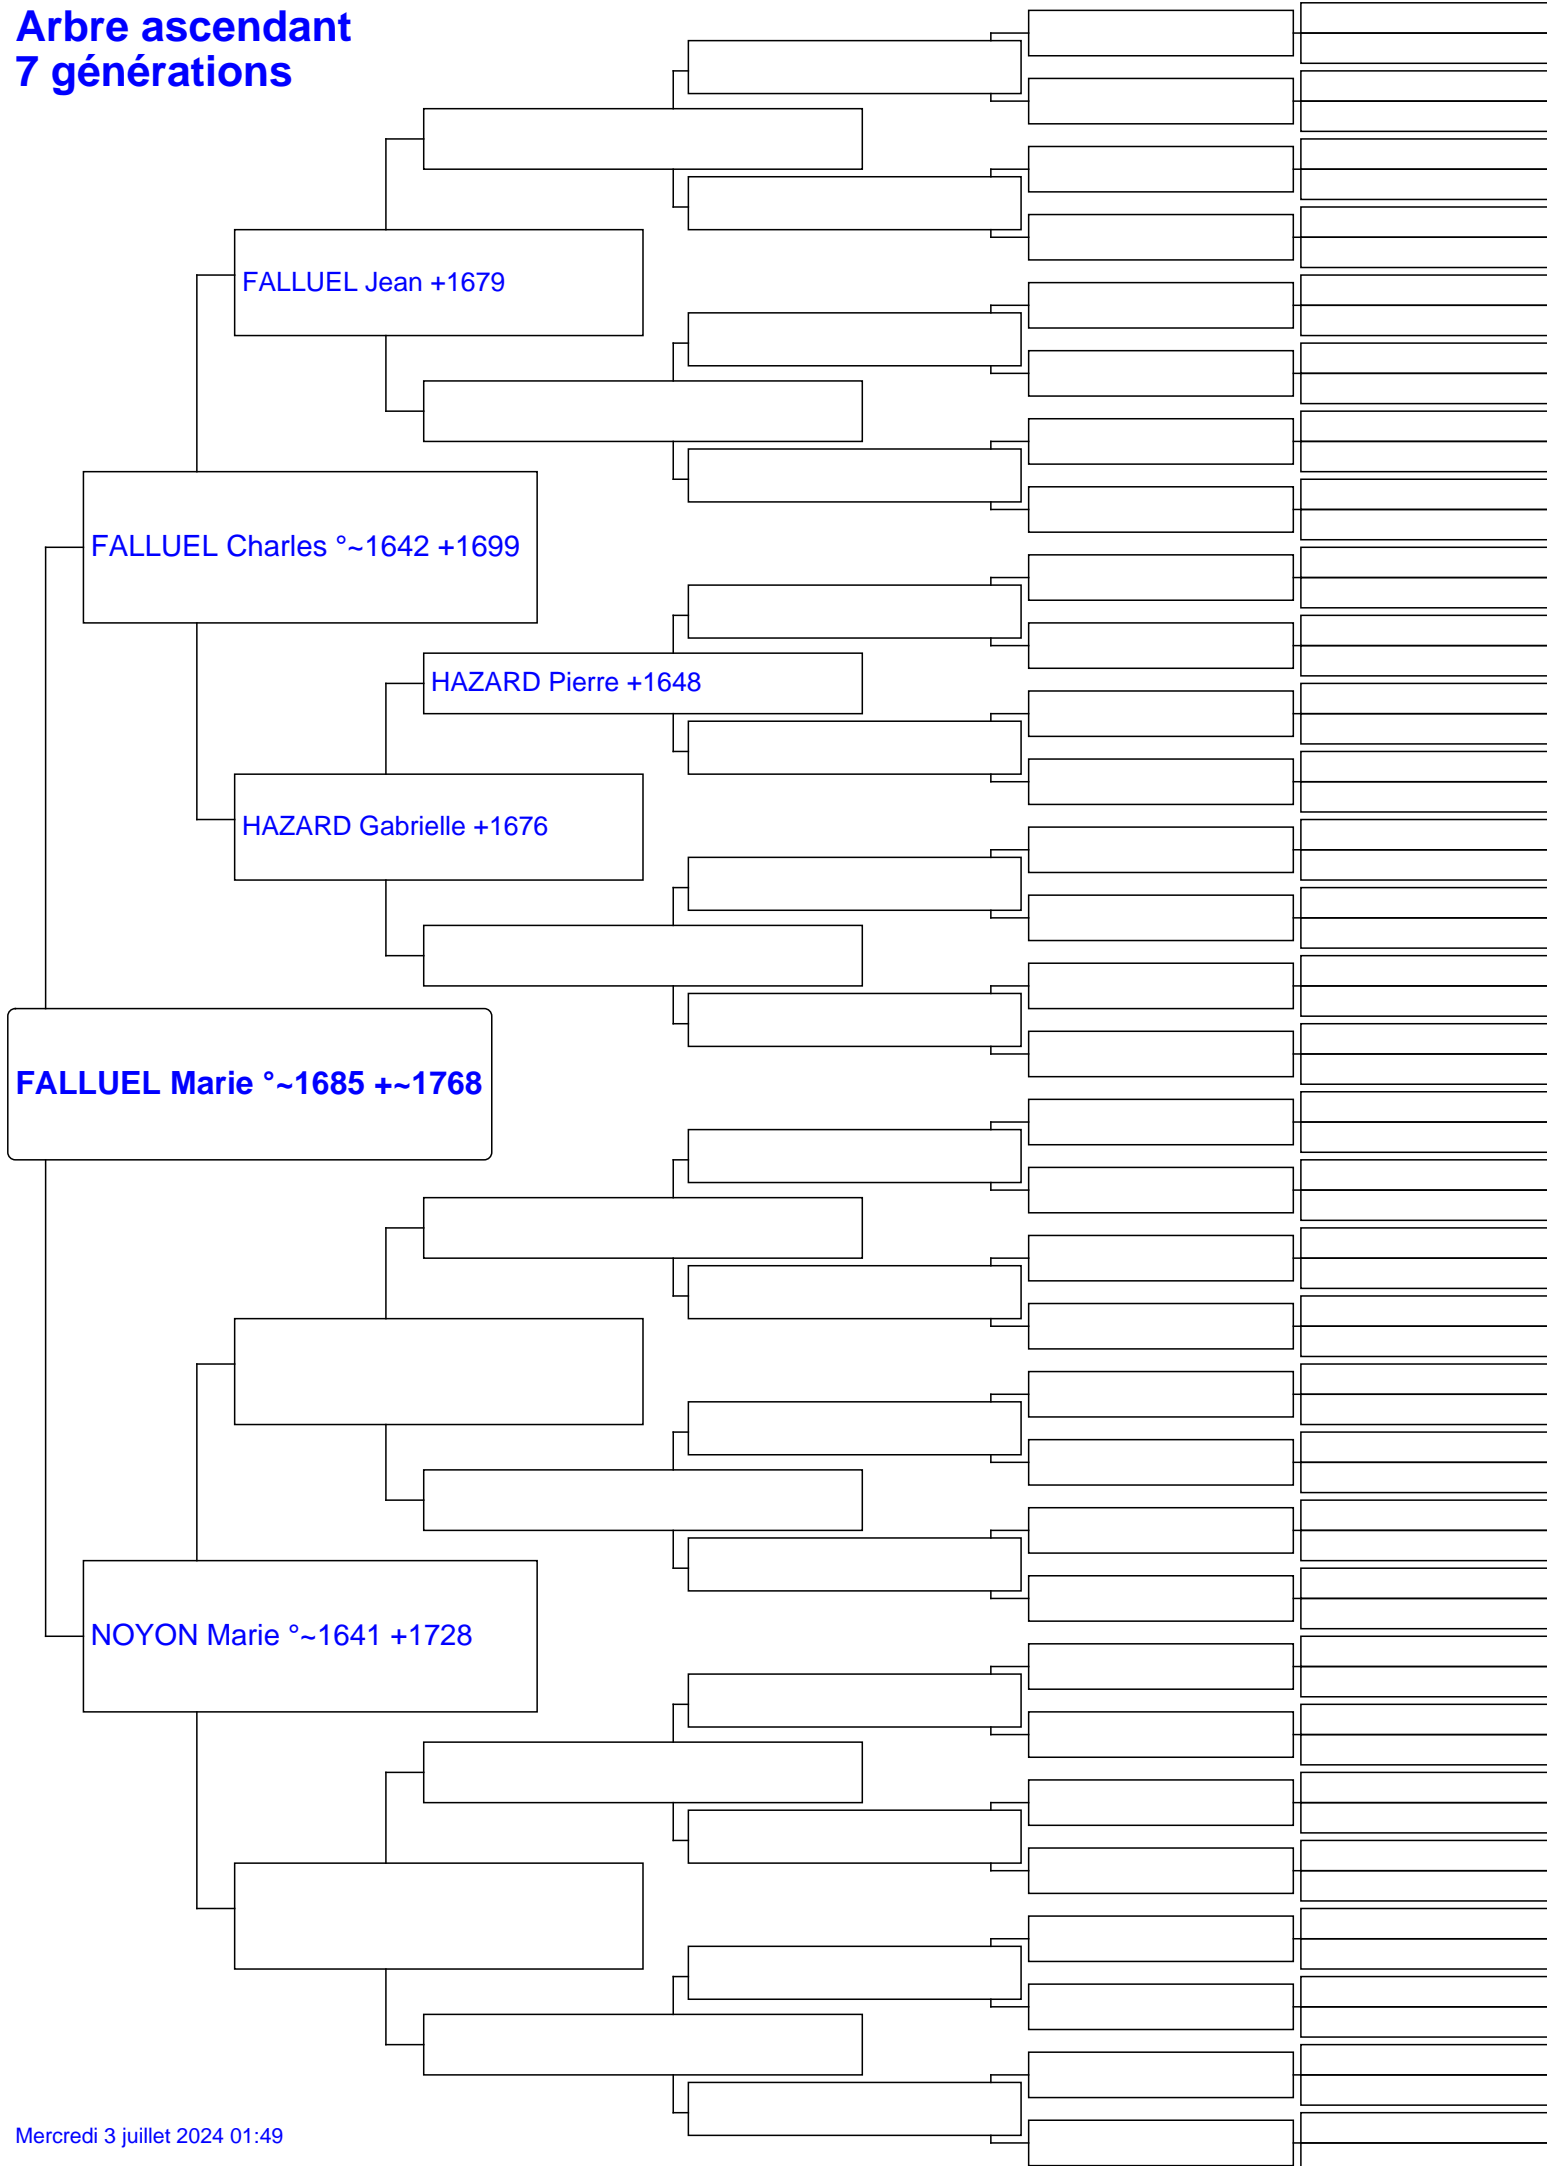 Arbre ascendant
7 générations
FALLUEL Jean +1679
FALLUEL Charles °~1642 +1699
HAZARD Pierre +1648
HAZARD Gabrielle +1676
FALLUEL Marie °~1685 +~1768
NOYON Marie °~1641 +1728
Mercredi 3 juillet 2024 01:49